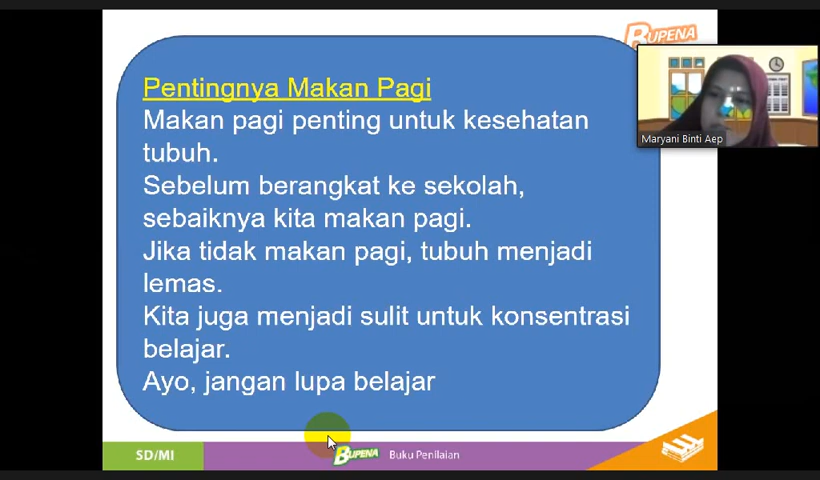 BUPENA
Pentingnya Makan Pagi
Makan pagi penting untuk kesehatan
tubuh.
Sebelum berangkat ke sekolah,
sebaiknya kita makan pagi.
Jika tidak makan pagi, tubuh menjadi
lemas.
Kita juga menjadi sulit untuk konsentrasi
belajar.
Ayo, jangan lupa belajar
Maryani Binti Aep
SD/MI
BUPENA
Buku Penilaian